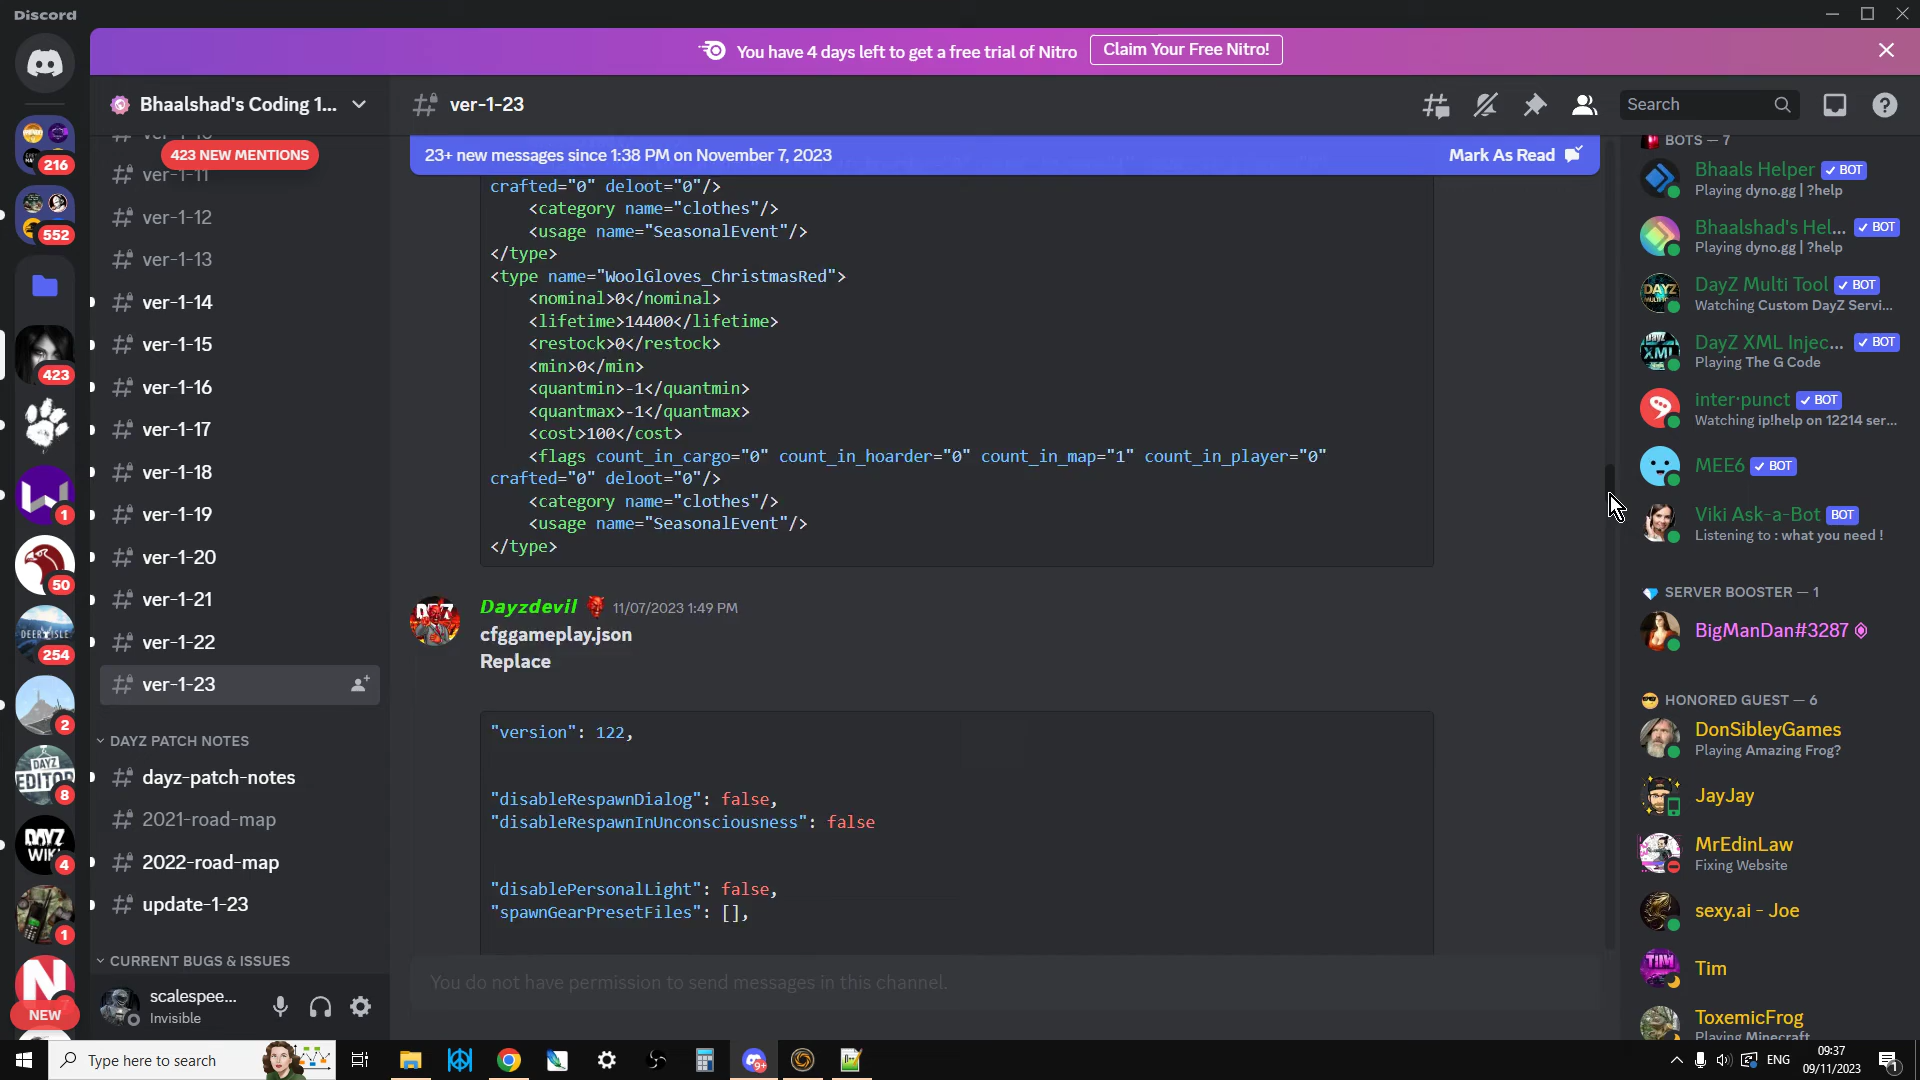 Discord
You have 4 days left to get a free trial of Nitro
Claim Your Free Nitro!
216
552
423
1
50
254
2
8
4
1
NEW
Bhaalshad's Coding 1...
423 NEW MENTIONS
ver-1-11
ver-1-12
ver-1-13
ver-1-14
ver-1-15
ver-1-16
ver-1-17
ver-1-18
ver-1-19
ver-1-20
ver-1-21
ver-1-22
ver-1-23
DAYZ PATCH NOTES
dayz-patch-notes
2021-road-map
2022-road-map
update-1-23
CURRENT BUGS & ISSUES
scalespee...
Invisible
ver-1-23
Search
23+ new messages since 1:38 PM on November 7, 2023
Mark As Read
crafted="0" deloot="0"/>
<category name="clothes"/>
<usage name="SeasonalEvent"/>
</type>
<type name="WoolGloves_ChristmasRed">
<nominal>0</nominal>
<lifetime>14400</lifetime>
<restock>0</restock>
<min>0</min>
<quantmin>-1</quantmin>
<quantmax>-1</quantmax>
<cost>100</cost>
<flags count_in_cargo="0" count_in_hoarder="0" count_in_map="1" count_in_player="0"
crafted="0" deloot="0"/>
<category name="clothes"/>
<usage name="SeasonalEvent"/>
</type>
Dayzdevil 11/07/2023 1:49 PM
cfggameplay.json
Replace
"version": 122,
"disableRespawnDialog": false,
"disableRespawnInUnconsciousness": false
"disablePersonalLight": false,
"spawnGearPresetFiles": [],
You do not have permission to send messages in this channel.
BOTS — 7
Bhaals Helper BOT
Playing dyno.gg | ?help
Bhaalshad's Hel... BOT
Playing dyno.gg | ?help
DayZ Multi Tool BOT
Watching Custom DayZ Servi...
DayZ XML Injec... BOT
Playing The G Code
inter·punct BOT
Watching ip!help on 12214 ser...
MEE6 BOT
Viki Ask-a-Bot BOT
Listening to : what you need !
SERVER BOOSTER — 1
BigManDan#3287
HONORED GUEST — 6
DonSibleyGames
Playing Amazing Frog?
JayJay
MrEdinLaw
Fixing Website
sexy.ai - Joe
Tim
ToxemicFrog
Playing Minecraft
DEER ISLE
DAYZ
EDITOR
DAYZ
WIKI
Type here to search
ENG
09:37
09/11/2023
1